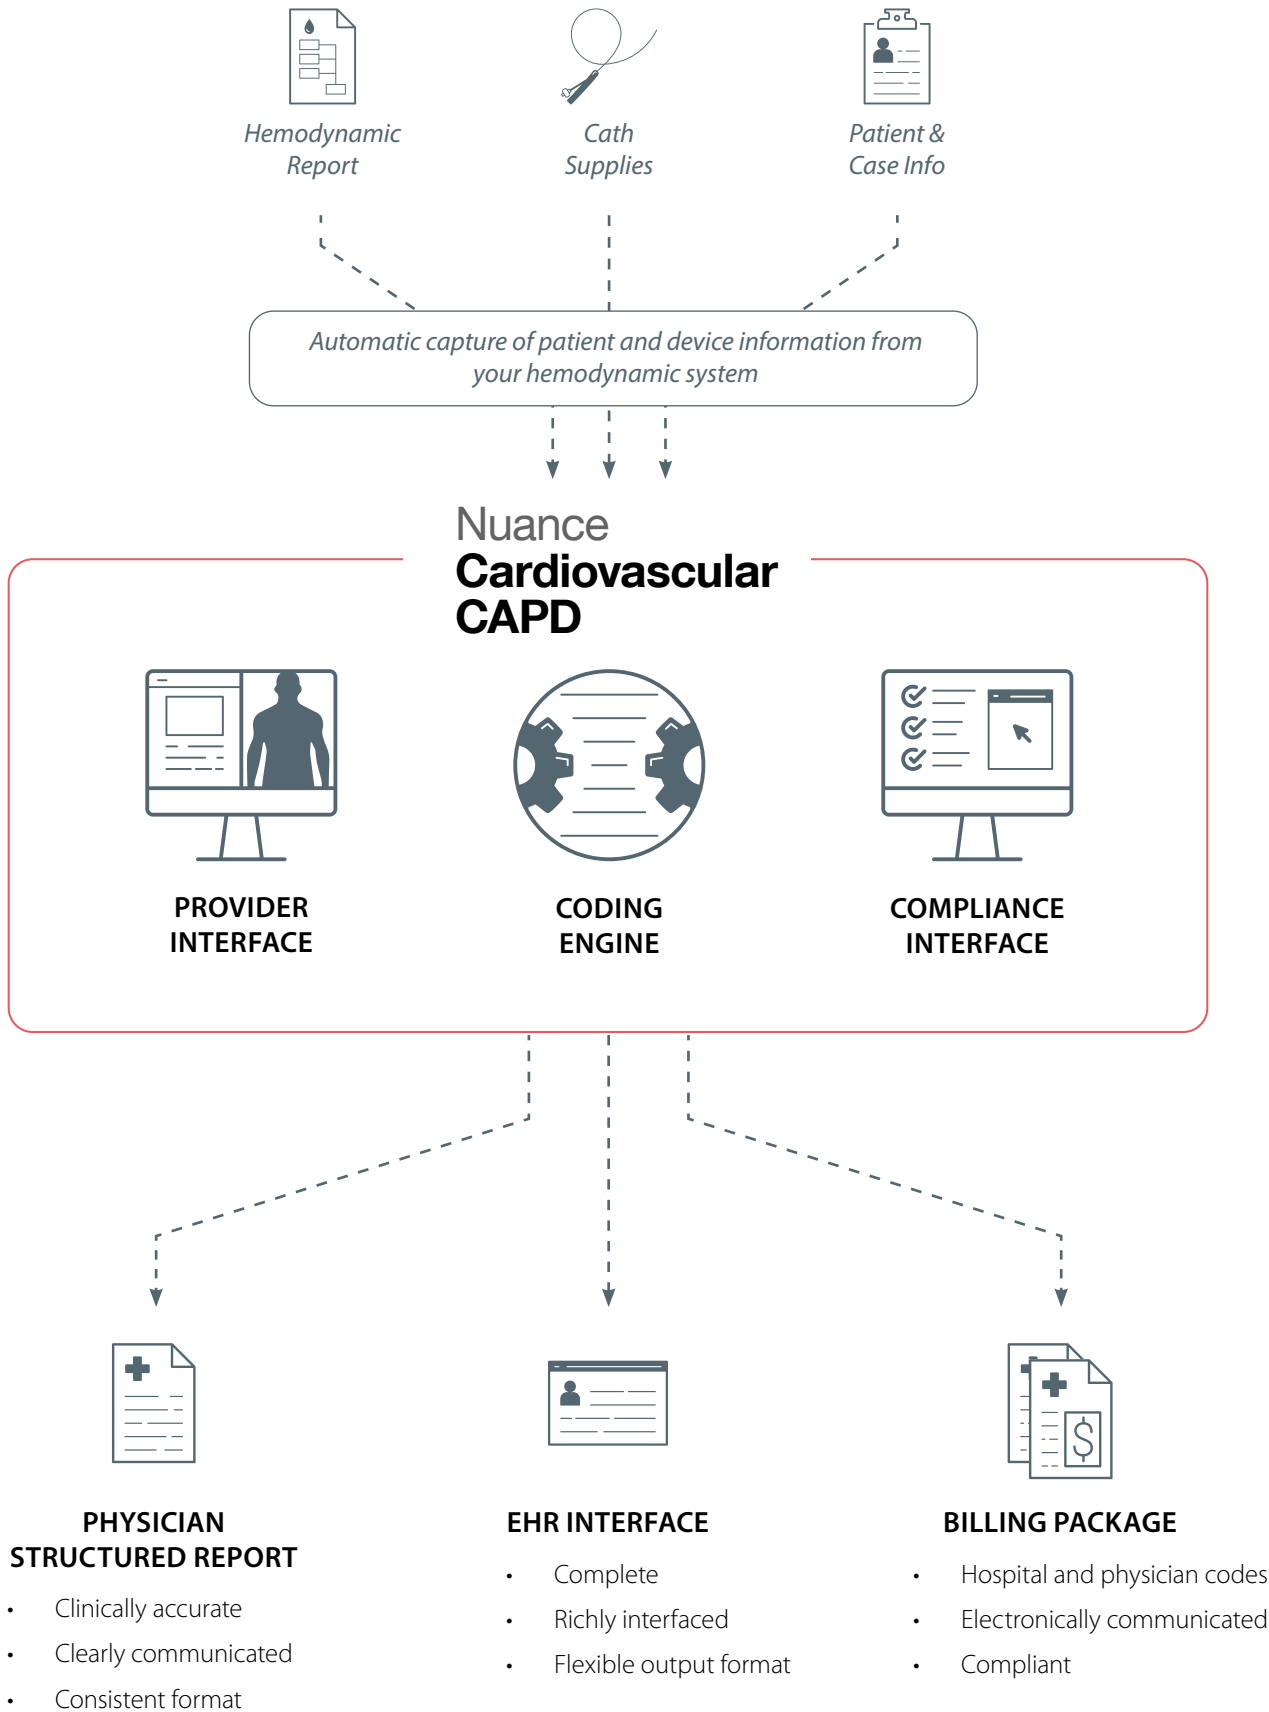 Hemodynamic
Report
Cath
Supplies
Patient &
Case Info
Automatic capture of patient and device information from
your hemodynamic system
Nuance
Cardiovascular
CAPD
PROVIDER
INTERFACE
CODING
ENGINE
COMPLIANCE
INTERFACE
PHYSICIAN
STRUCTURED REPORT
• Clinically accurate
• Clearly communicated
• Consistent format
EHR INTERFACE
• Complete
• Richly interfaced
• Flexible output format
BILLING PACKAGE
• Hospital and physician codes
• Electronically communicated
• Compliant
$